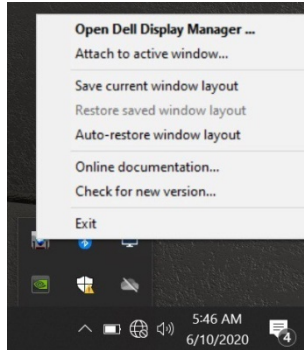 Open Dell Display Manager ...
Attach to active window...
Save current window layout
Restore saved window layout
Auto-restore window layout
Online documentation...
Check for new version...
Exit
5:46 AM
6/10/2020
4